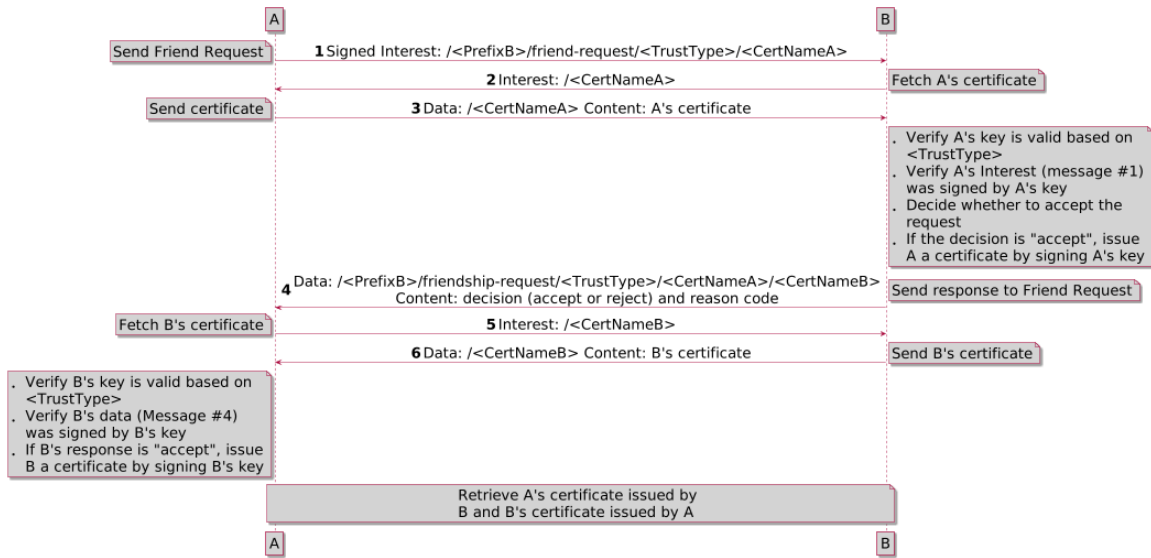 A B
Send Friend Request
1 Signed Interest: /<PrefixB>/friend-request/<TrustType>/<CertNameA>
2 Interest: /<CertNameA>
Fetch A's certificate
Send certificate
3 Data: /<CertNameA> Content: A's certificate
. Verify A's key is valid based on
<TrustType>
. Verify A's Interest (message #1)
was signed by A's key
. Decide whether to accept the
request
. If the decision is "accept", issue
A a certificate by signing A's key
4 Data: /<PrefixB>/friendship-request/<TrustType>/<CertNameA>/<CertNameB>
Content: decision (accept or reject) and reason code
Send response to Friend Request
Fetch B's certificate
5 Interest: /<CertNameB>
6 Data: /<CertNameB> Content: B's certificate
Send B's certificate
. Verify B's key is valid based on
<TrustType>
. Verify B's data (Message #4)
was signed by B's key
. If B's response is "accept", issue
B a certificate by signing B's key
Retrieve A's certificate issued by
B and B's certificate issued by A
A B